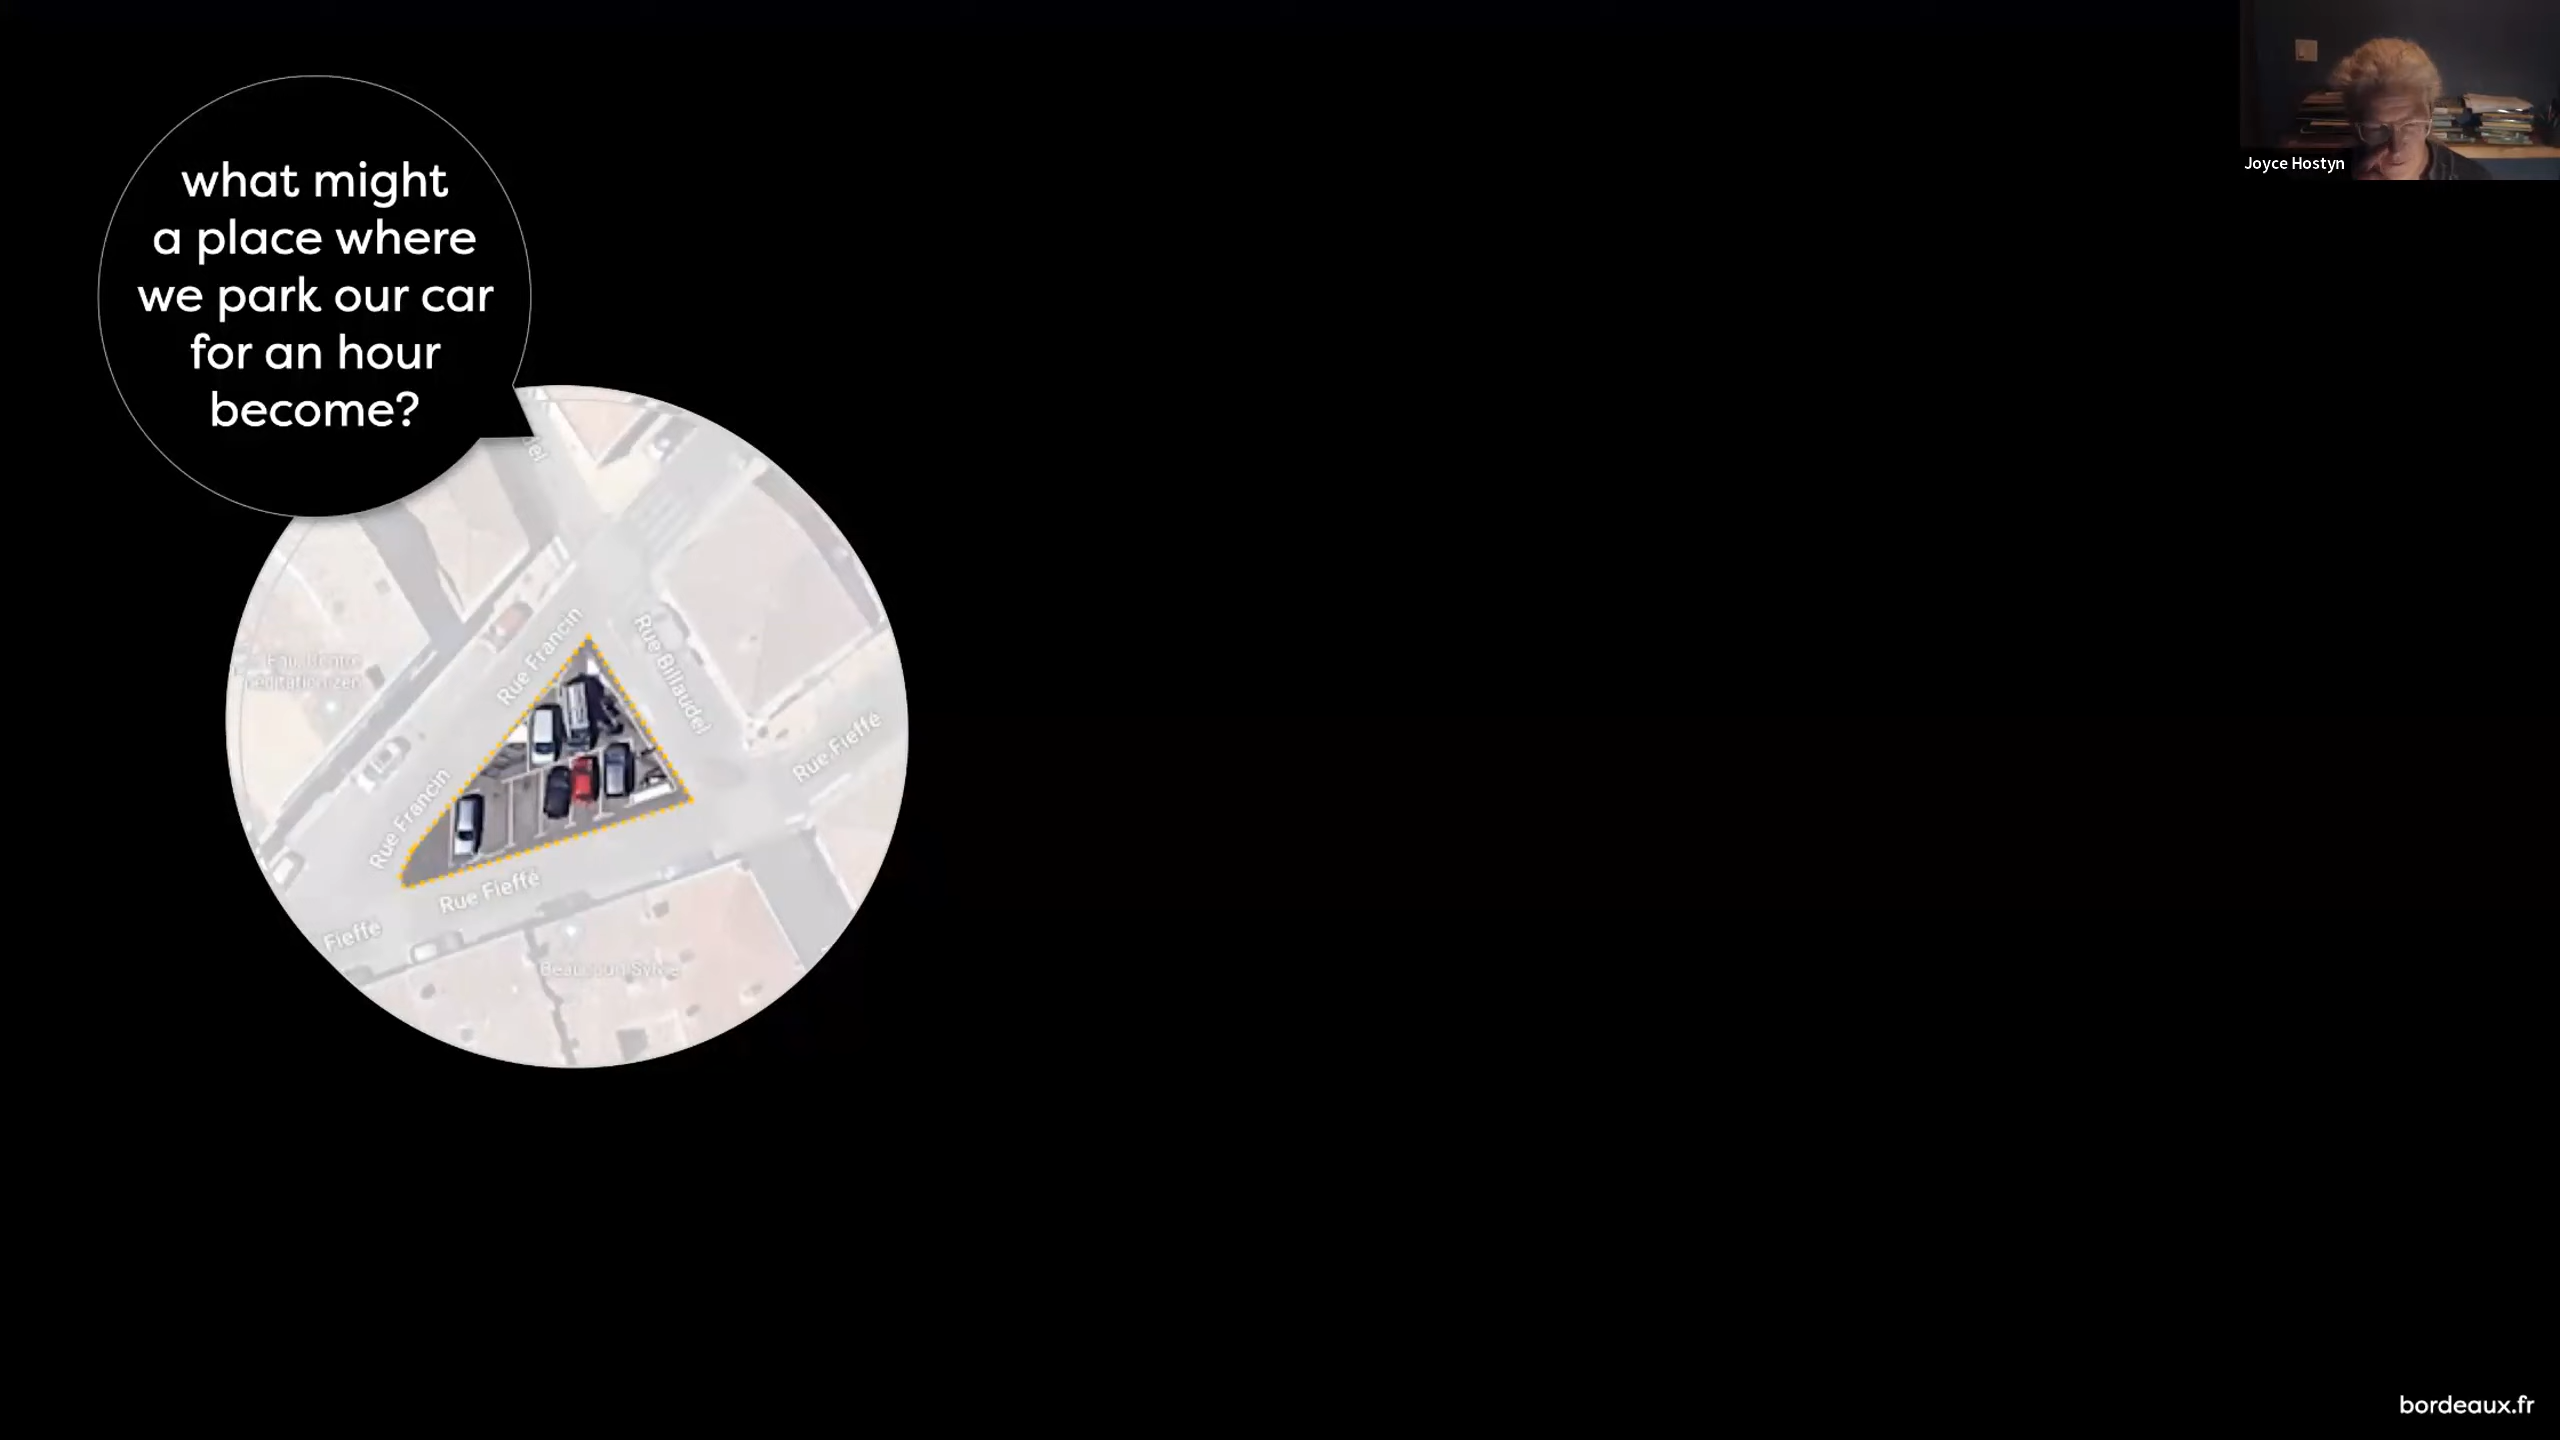 what might
a place where
we park our car
for an hour
become?
Joyce Hostyn
Rue Francin
Rue Billaudel
Rue Fieffé
Rue Francin
Rue Fieffé
Fieffé
bordeaux.fr